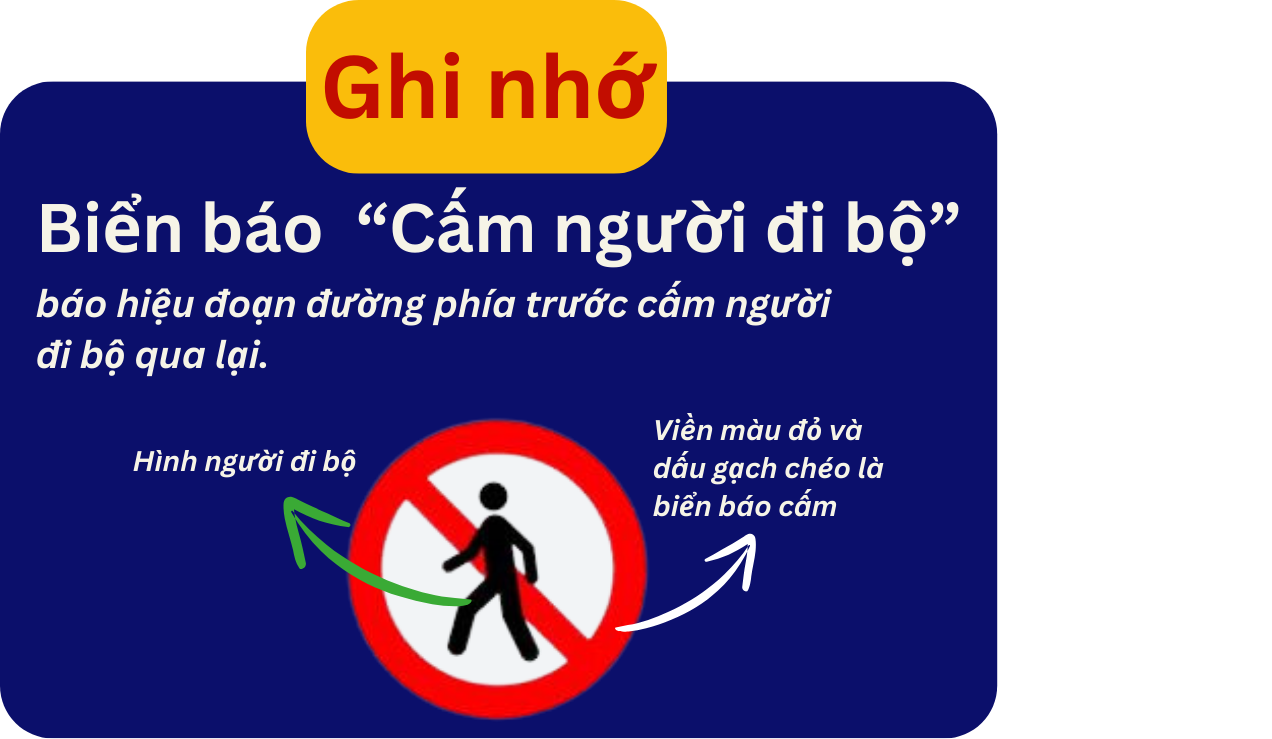 Ghi nhớ
Biển báo “Cấm người đi bộ”
báo hiệu đoạn đường phía trước cấm người
đi bộ qua lại.
Hình người đi bộ
Viền màu đỏ và
dấu gạch chéo là
biển báo cấm